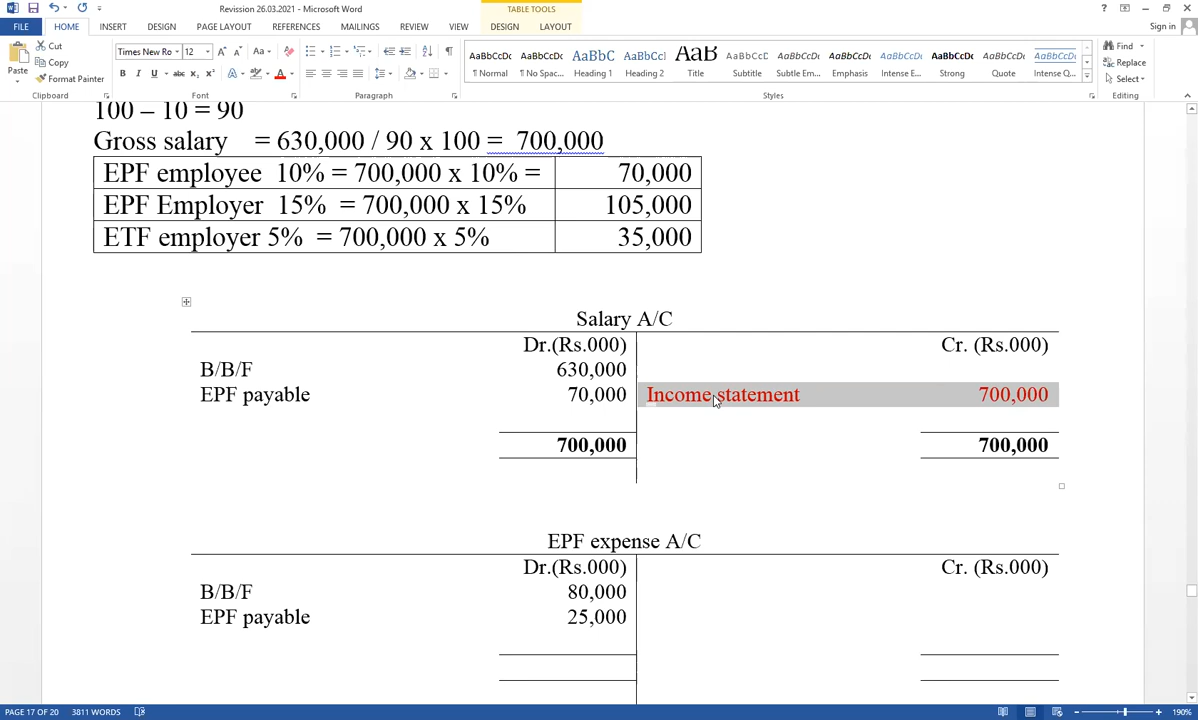 Revission 26.03.2021 - Microsoft Word
TABLE TOOLS
Sign in
FILE HOME INSERT DESIGN PAGE LAYOUT REFERENCES MAILINGS REVIEW VIEW DESIGN LAYOUT
Paste
Cut
Copy
Format Painter
Clipboard
Times New Ro 12
Font
Paragraph
AaBbCcDc AaBbCcDc AaBbC AaBbCcl AaB AaBbCcC AaBbCcDc AaBbCcDc AaBbCcDc AaBbCcDc AaBbCcDc AaBbCcDc
¶ Normal ¶ No Spac... Heading 1 Heading 2 Title Subtitle Subtle Em... Emphasis Intense E... Strong Quote Intense Q...
Styles
Find
Replace
Select
Editing
100 – 10 = 90
Gross salary = 630,000 / 90 x 100 = 700,000
EPF employee 10% = 700,000 x 10% = 70,000
EPF Employer 15% = 700,000 x 15% 105,000
ETF employer 5% = 700,000 x 5% 35,000
Salary A/C
Dr.(Rs.000) Cr. (Rs.000)
B/B/F 630,000
EPF payable 70,000 Income statement 700,000
700,000 700,000
EPF expense A/C
Dr.(Rs.000) Cr. (Rs.000)
B/B/F 80,000
EPF payable 25,000
PAGE 17 OF 20 3811 WORDS 190%